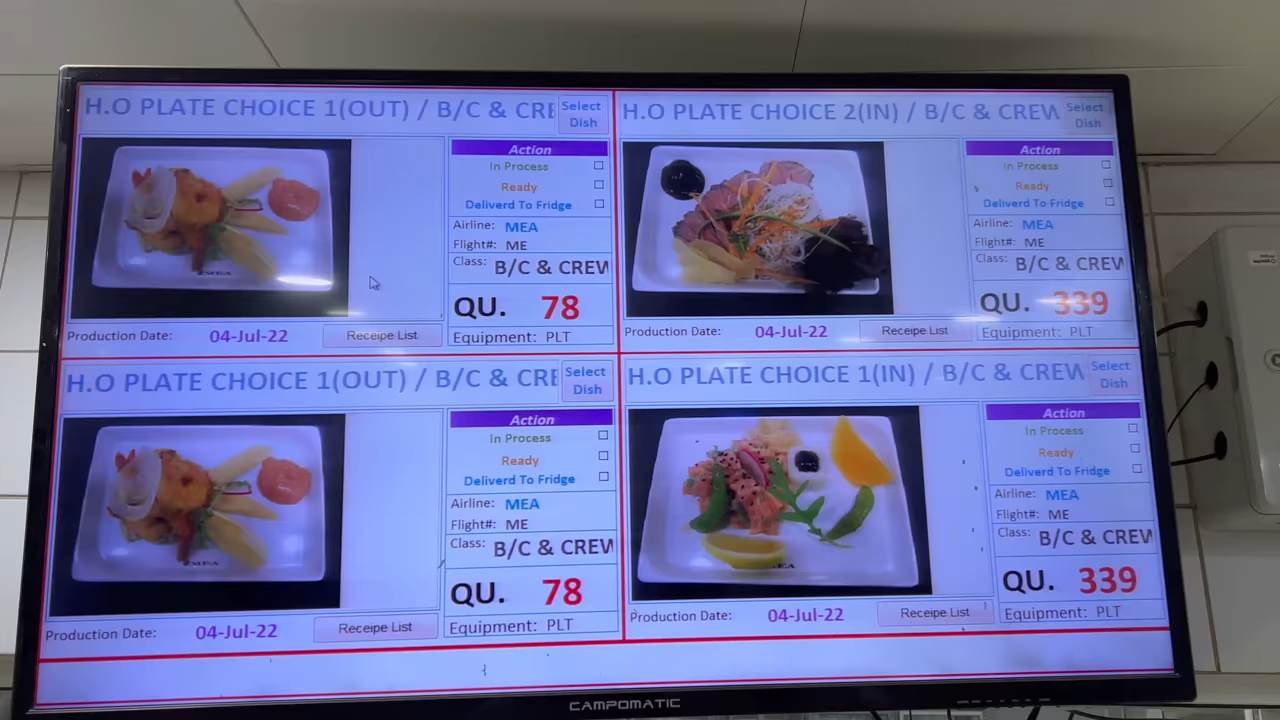 H.O PLATE CHOICE 1(OUT) / B/C & CRE
Select
Dish
Action
In Process
Ready
Deliverd To Fridge
Airline: MEA
Flight#: ME
Class: B/C & CREW
QU. 78
Production Date: 04-Jul-22
Receipe List
Equipment: PLT
H.O PLATE CHOICE 2(IN) / B/C & CREW
Select
Dish
Action
In Process
Ready
Deliverd To Fridge
Airline: MEA
Flight#: ME
Class: B/C & CREW
QU. 339
Production Date: 04-Jul-22
Receipe List
Equipment: PLT
H.O PLATE CHOICE 1(OUT) / B/C & CRE
Select
Dish
Action
In Process
Ready
Deliverd To Fridge
Airline: MEA
Flight#: ME
Class: B/C & CREW
QU. 78
Production Date: 04-Jul-22
Receipe List
Equipment: PLT
H.O PLATE CHOICE 1(IN) / B/C & CREW
Select
Dish
Action
In Process
Ready
Deliverd To Fridge
Airline: MEA
Flight#: ME
Class: B/C & CREW
QU. 339
Production Date: 04-Jul-22
Receipe List
Equipment: PLT
CAMPOMATIC